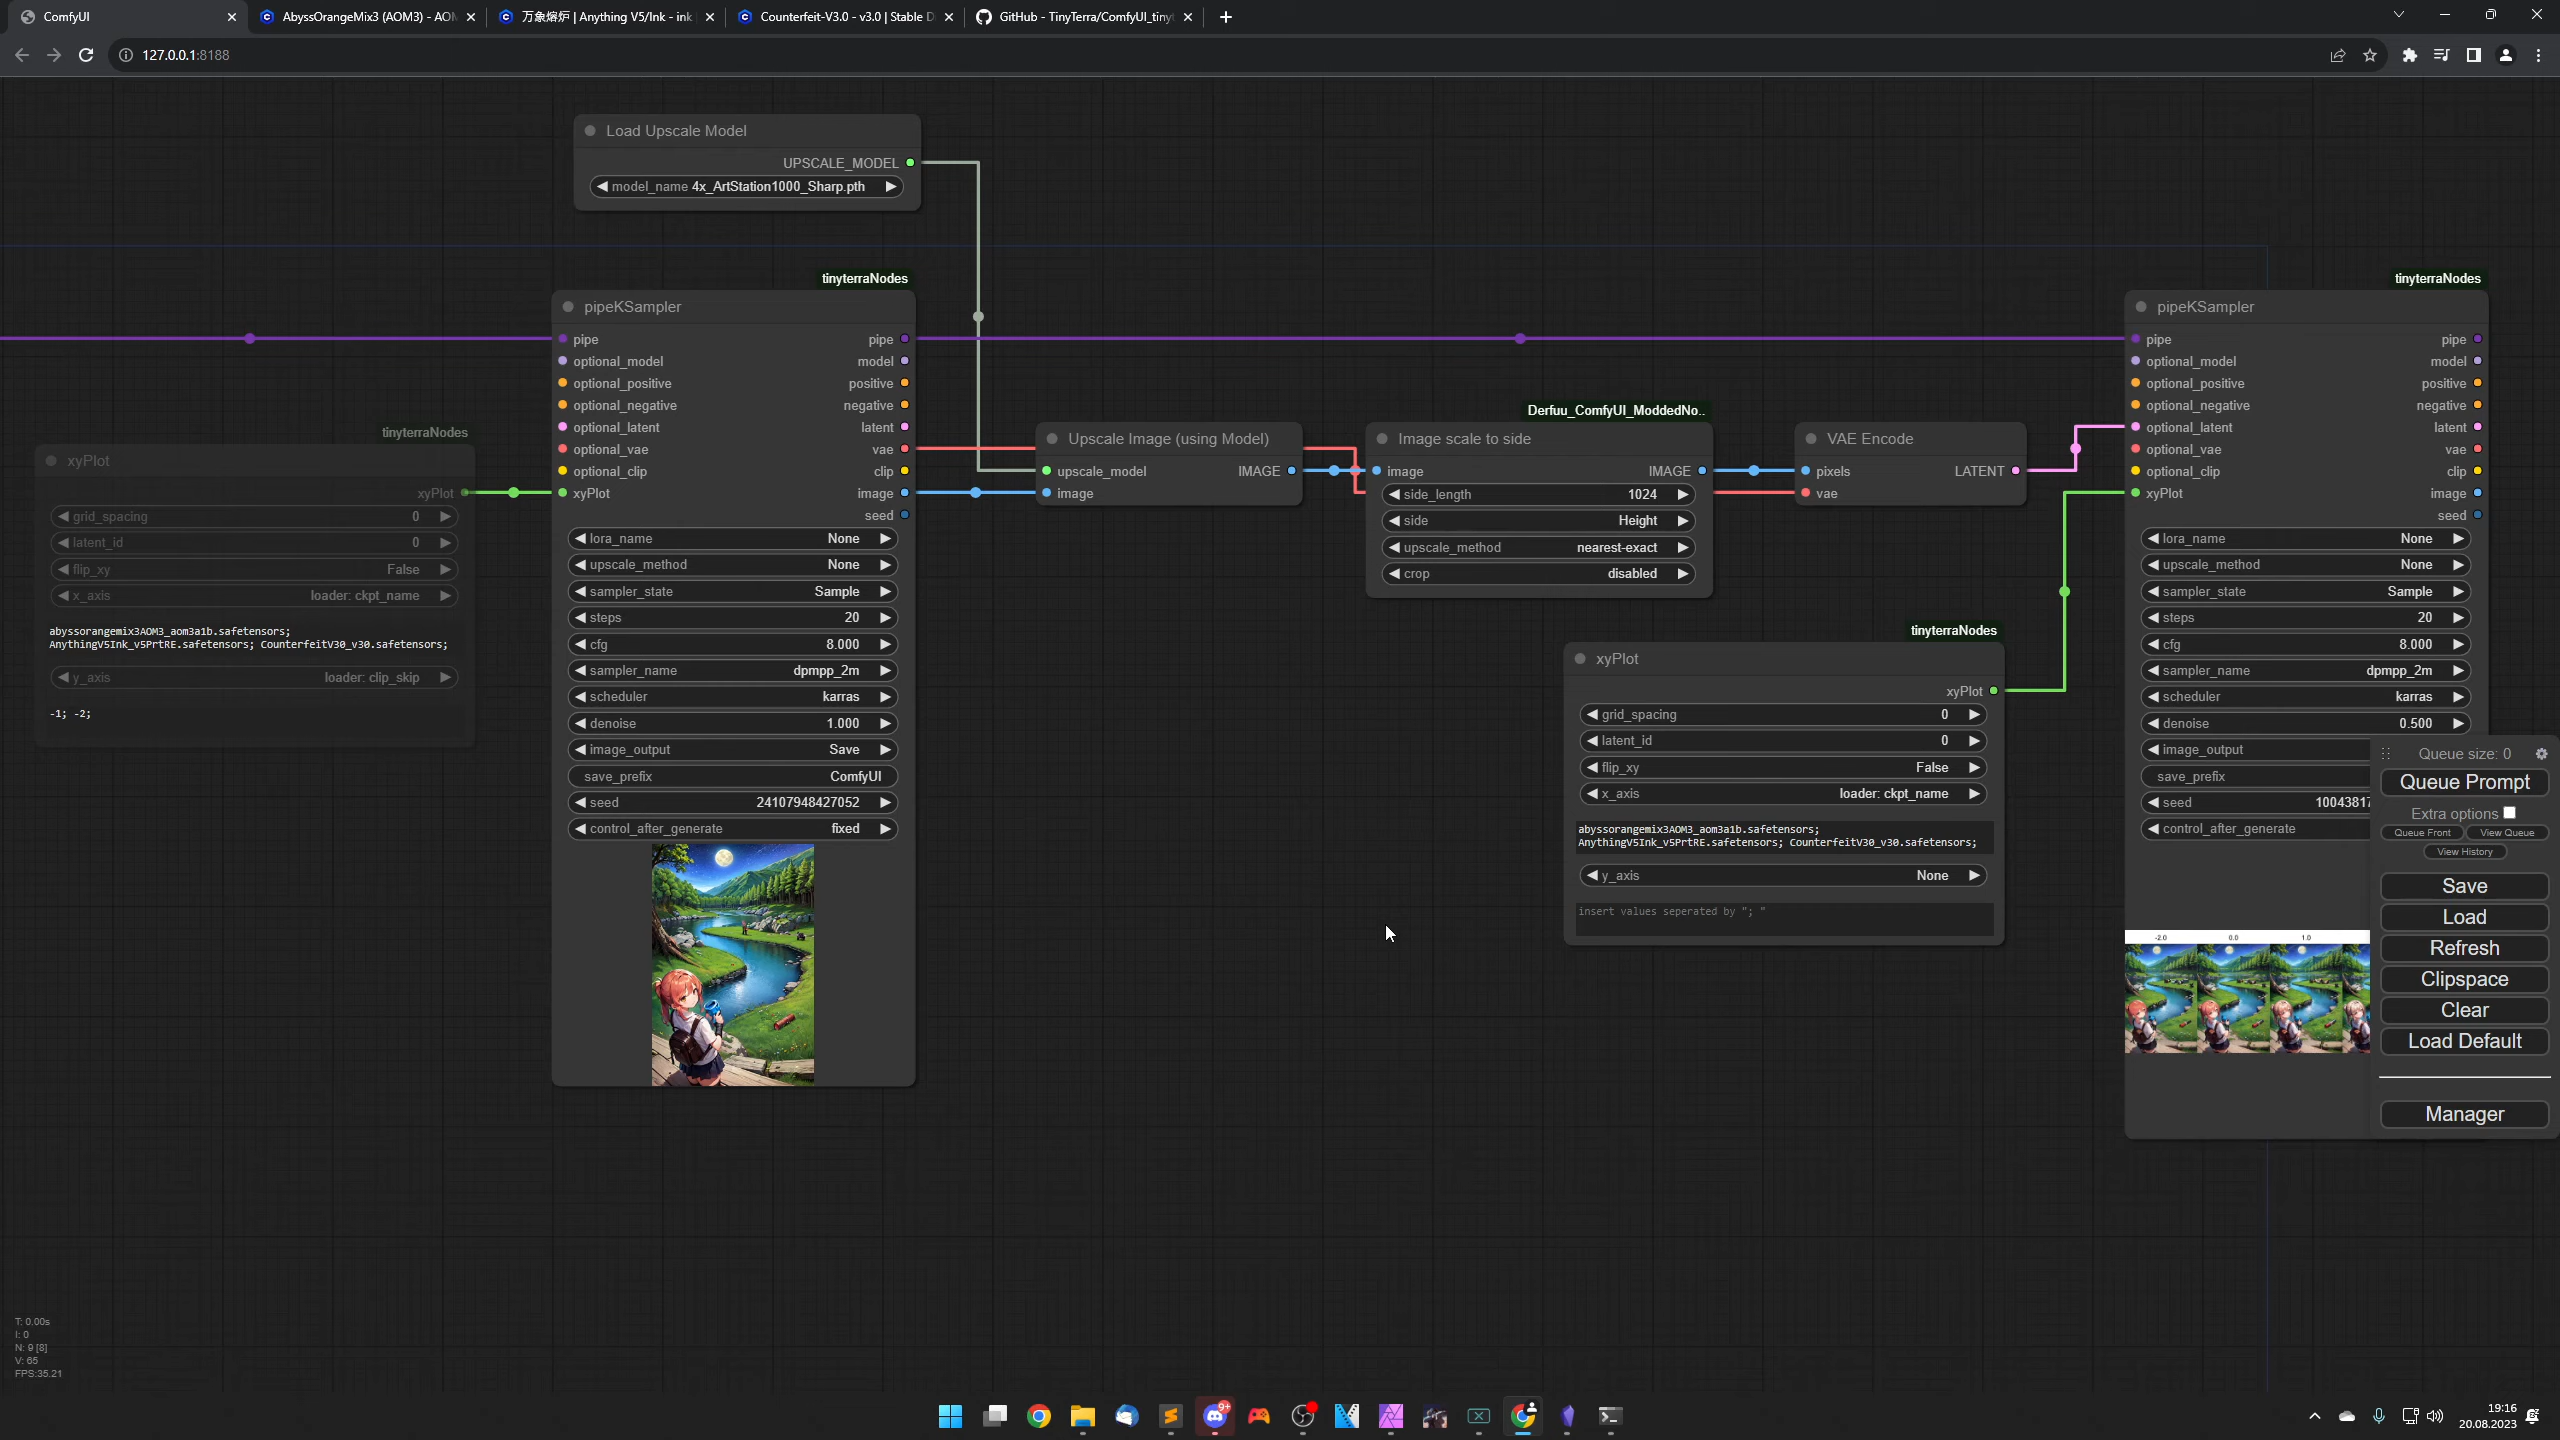 ComfyUI
AbyssOrangeMix3 (AOM3) - AOM
万象熔炉 | Anything V5/Ink - ink
Counterfeit-V3.0 - v3.0 | Stable D
GitHub - TinyTerra/ComfyUI_tinyt
127.0.0.1:8188
Load Upscale Model
UPSCALE_MODEL
model_name 4x_ArtStation1000_Sharp.pth
tinyterraNodes
xyPlot
xyPlot
grid_spacing 0
latent_id 0
flip_xy False
x_axis loader: ckpt_name
abyssorangemix3AOM3_aom3a1b.safetensors;
AnythingV5Ink_v5PrtRE.safetensors; CounterfeitV30_v30.safetensors;
y_axis loader: clip_skip
-1; -2;
tinyterraNodes
pipeKSampler
pipe pipe
optional_model model
optional_positive positive
optional_negative negative
optional_latent latent
optional_vae vae
optional_clip clip
xyPlot image
seed
lora_name None
upscale_method None
sampler_state Sample
steps 20
cfg 8.000
sampler_name dpmpp_2m
scheduler karras
denoise 1.000
image_output Save
save_prefix ComfyUI
seed 24107948427052
control_after_generate fixed
Upscale Image (using Model)
upscale_model IMAGE
image
Derfuu_ComfyUI_ModdedNo..
Image scale to side
image IMAGE
side_length 1024
side Height
upscale_method nearest-exact
crop disabled
VAE Encode
pixels LATENT
vae
tinyterraNodes
xyPlot
xyPlot
grid_spacing 0
latent_id 0
flip_xy False
x_axis loader: ckpt_name
abyssorangemix3AOM3_aom3a1b.safetensors;
AnythingV5Ink_v5PrtRE.safetensors; CounterfeitV30_v30.safetensors;
y_axis None
insert values seperated by "; "
tinyterraNodes
pipeKSampler
pipe pipe
optional_model model
optional_positive positive
optional_negative negative
optional_latent latent
optional_vae vae
optional_clip clip
xyPlot image
seed
lora_name None
upscale_method None
sampler_state Sample
steps 20
cfg 8.000
sampler_name dpmpp_2m
scheduler karras
denoise 0.500
image_output
save_prefix
seed 10043817
control_after_generate
-2.0 0.0 1.0
Queue size: 0
Queue Prompt
Extra options
Queue Front View Queue
View History
Save
Load
Refresh
Clipspace
Clear
Load Default
Manager
T: 0.00s
I: 0
N: 9 [8]
V: 65
FPS:35.21
9+
19:16
20.08.2023